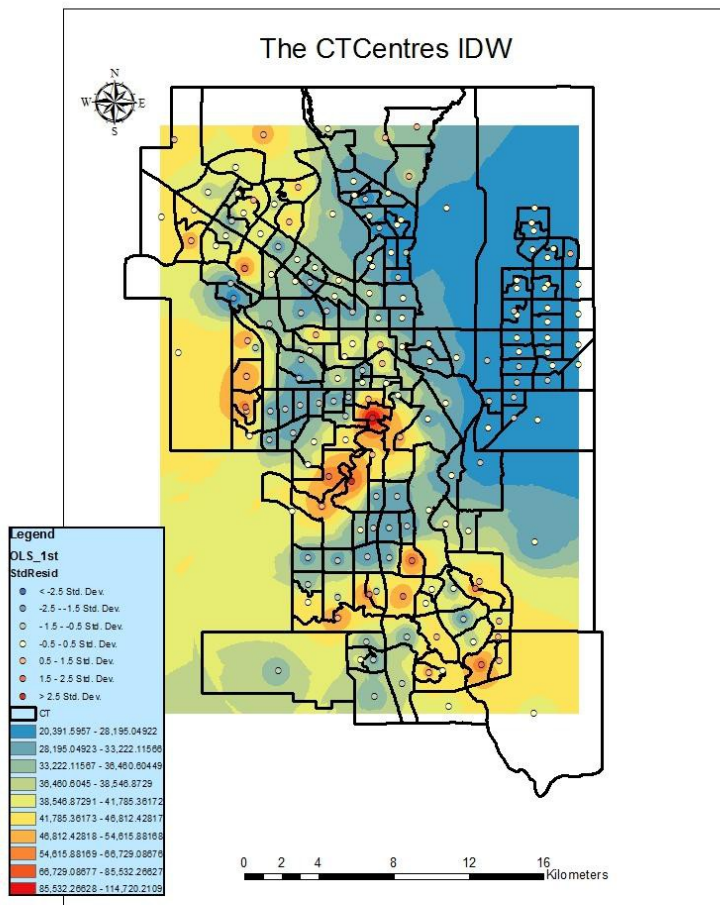 The CTCentres IDW
N
W E
S
Legend
OLS_1st
StdResid
< -2.5 Std. Dev.
-2.5 - -1.5 Std. Dev.
-1.5 - -0.5 Std. Dev.
-0.5 - 0.5 Std. Dev.
0.5 - 1.5 Std. Dev.
1.5 - 2.5 Std. Dev.
> 2.5 Std. Dev.
CT
20,391.5957 - 28,195.04922
28,195.04923 - 33,222.11566
33,222.11567 - 36,460.60449
36,460.6045 - 38,546.8729
38,546.87291 - 41,785.36172
41,785.36173 - 46,812.42817
46,812.42818 - 54,615.88168
54,615.88169 - 66,729.08676
66,729.08677 - 85,532.26627
85,532.26628 - 114,720.2109
0 2 4 8 12 16
Kilometers